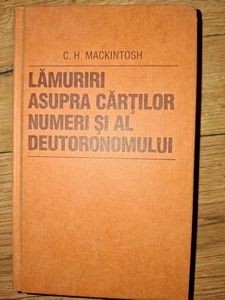 C. H. MACKINTOSH
LĂMURIRI
ASUPRA CĂRȚILOR
NUMERI ȘI AL
DEUTORONOMULUI